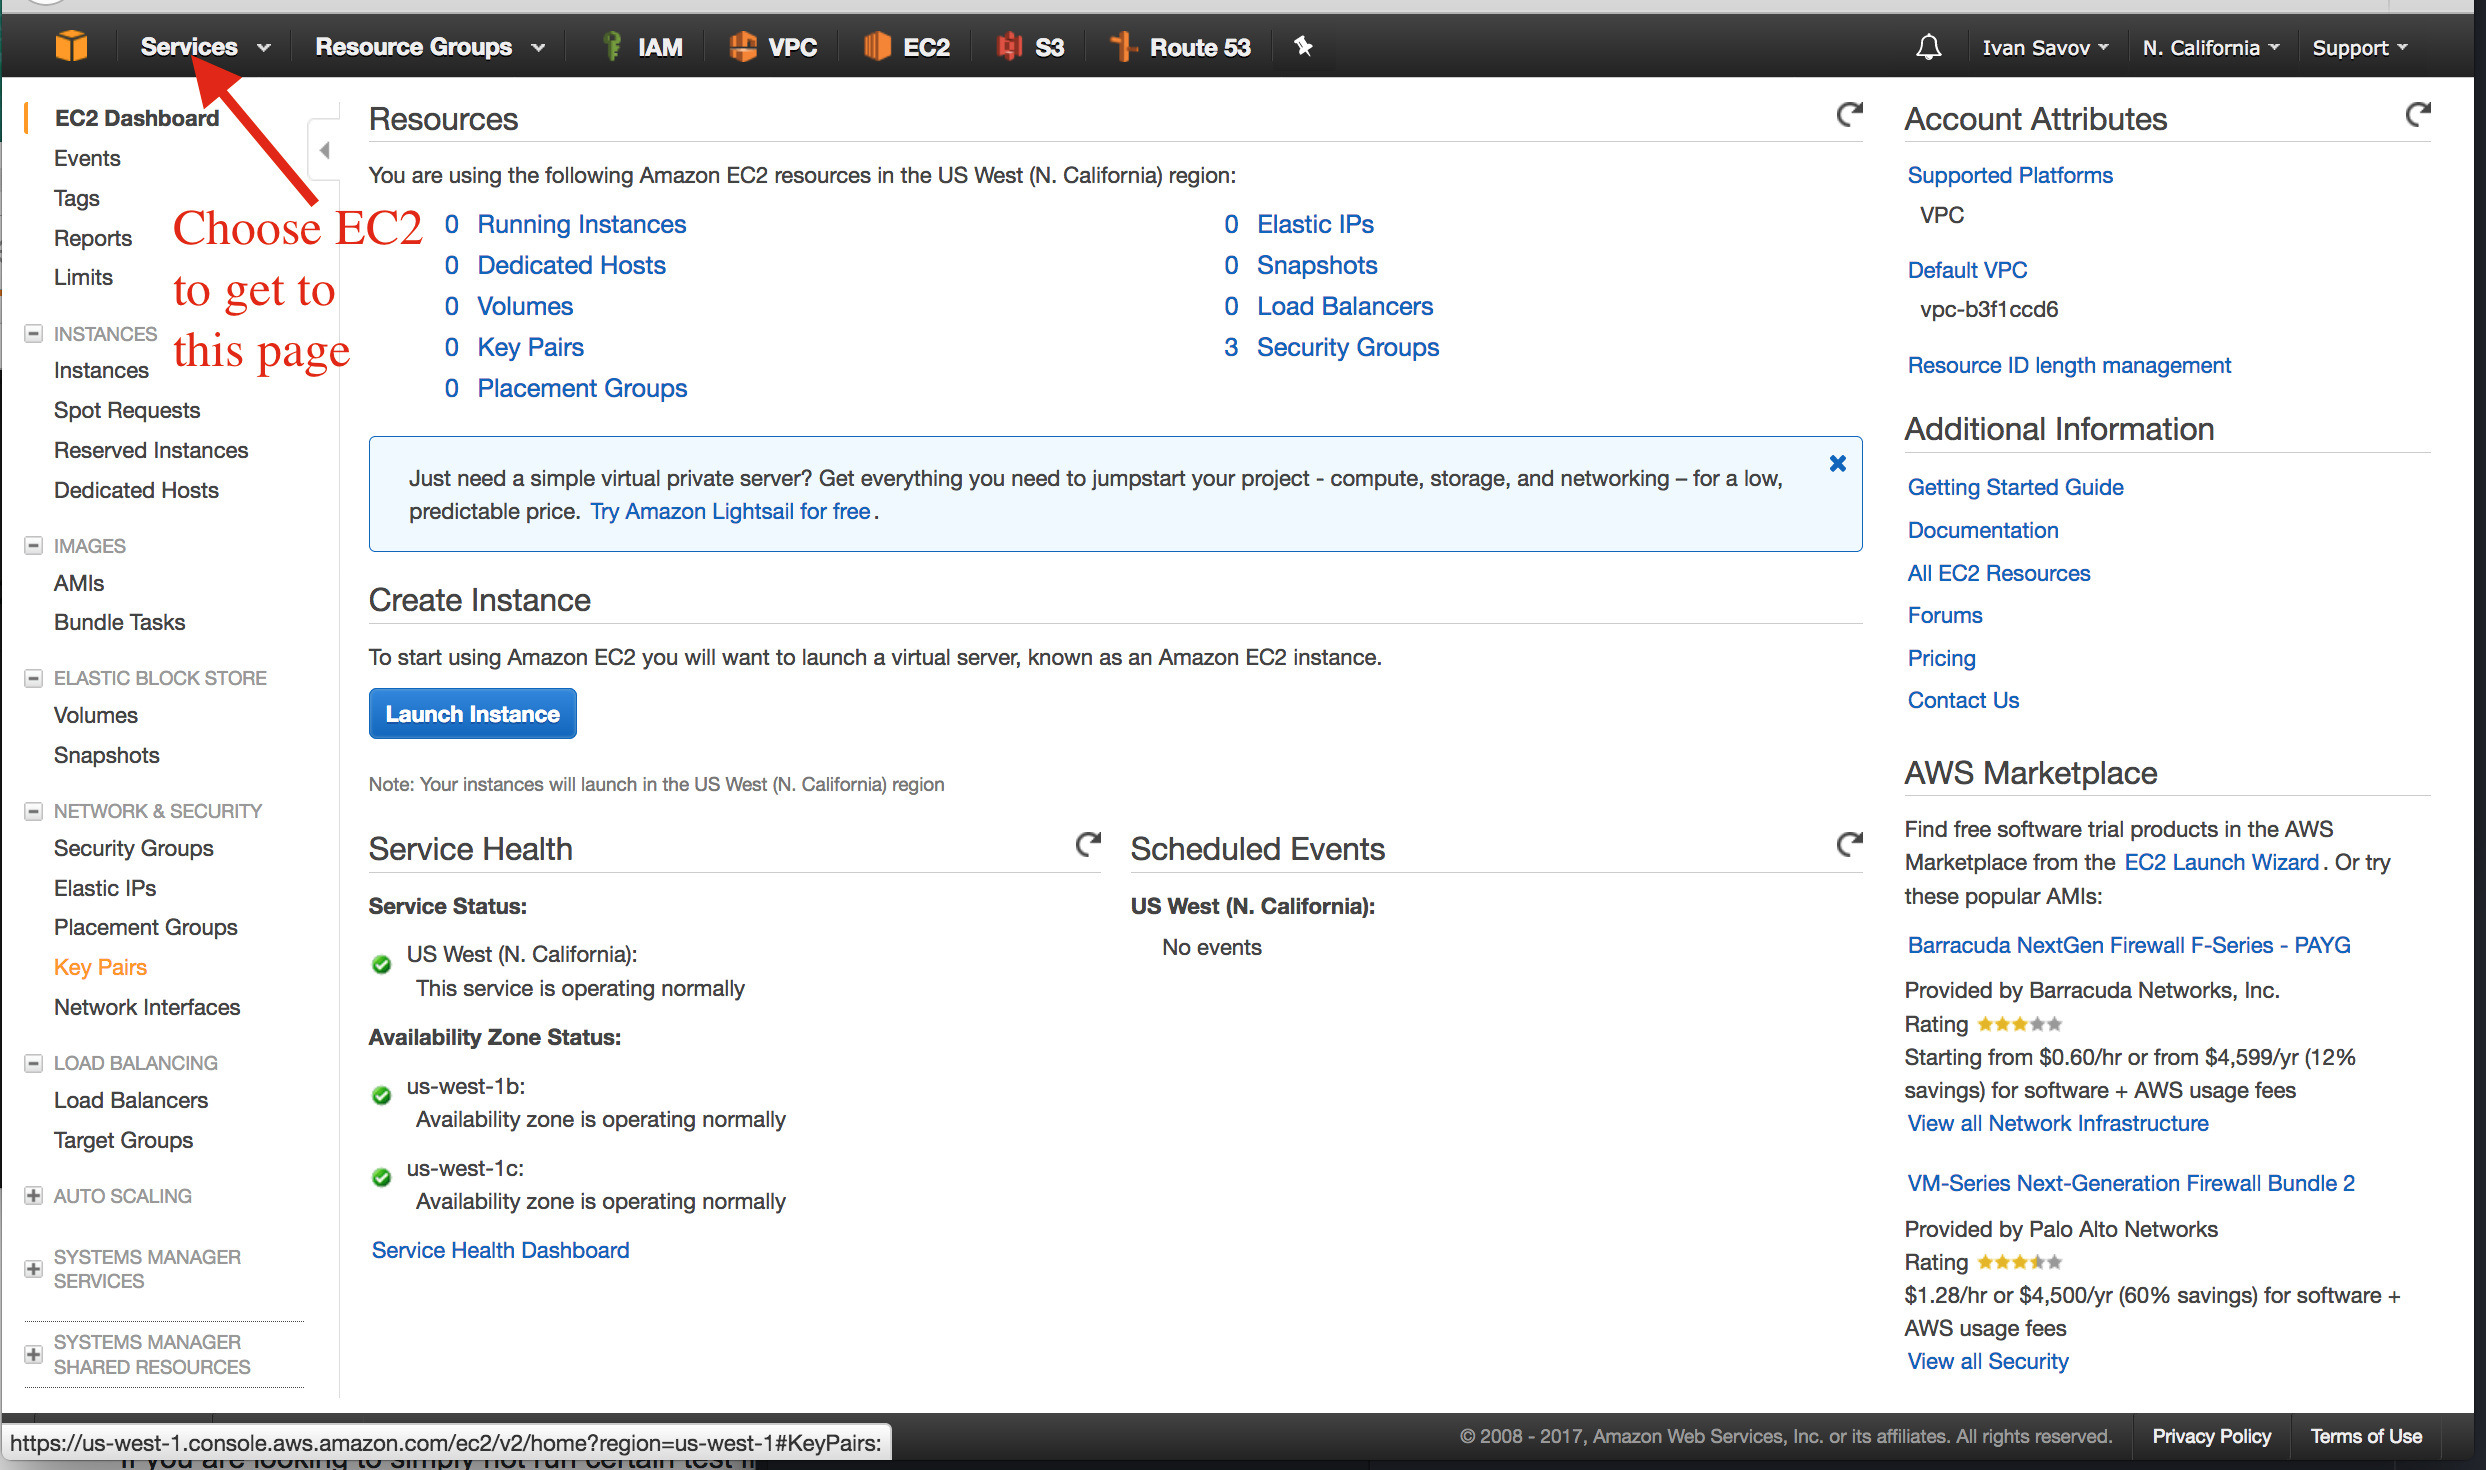 Services
Resource Groups
IAM
VPC
EC2
S3
Route 53
Ivan Savov
N. California
Support
EC2 Dashboard
Events
Tags
Reports
Limits
INSTANCES
Instances
Spot Requests
Reserved Instances
Dedicated Hosts
IMAGES
AMIs
Bundle Tasks
ELASTIC BLOCK STORE
Volumes
Snapshots
NETWORK & SECURITY
Security Groups
Elastic IPs
Placement Groups
Key Pairs
Network Interfaces
LOAD BALANCING
Load Balancers
Target Groups
AUTO SCALING
SYSTEMS MANAGER
SERVICES
SYSTEMS MANAGER
SHARED RESOURCES
Choose EC2
to get to
this page
Resources
You are using the following Amazon EC2 resources in the US West (N. California) region:
0 Running Instances
0 Dedicated Hosts
0 Volumes
0 Key Pairs
0 Placement Groups
0 Elastic IPs
0 Snapshots
0 Load Balancers
3 Security Groups
Just need a simple virtual private server? Get everything you need to jumpstart your project - compute, storage, and networking – for a low,
predictable price. Try Amazon Lightsail for free.
Create Instance
To start using Amazon EC2 you will want to launch a virtual server, known as an Amazon EC2 instance.
Launch Instance
Note: Your instances will launch in the US West (N. California) region
Service Health
Service Status:
US West (N. California):
This service is operating normally
Availability Zone Status:
us-west-1b:
Availability zone is operating normally
us-west-1c:
Availability zone is operating normally
Service Health Dashboard
Scheduled Events
US West (N. California):
No events
Account Attributes
Supported Platforms
VPC
Default VPC
vpc-b3f1ccd6
Resource ID length management
Additional Information
Getting Started Guide
Documentation
All EC2 Resources
Forums
Pricing
Contact Us
AWS Marketplace
Find free software trial products in the AWS
Marketplace from the EC2 Launch Wizard. Or try
these popular AMIs:
Barracuda NextGen Firewall F-Series - PAYG
Provided by Barracuda Networks, Inc.
Rating
Starting from $0.60/hr or from $4,599/yr (12%
savings) for software + AWS usage fees
View all Network Infrastructure
VM-Series Next-Generation Firewall Bundle 2
Provided by Palo Alto Networks
Rating
$1.28/hr or $4,500/yr (60% savings) for software +
AWS usage fees
View all Security
https://us-west-1.console.aws.amazon.com/ec2/v2/home?region=us-west-1#KeyPairs:
© 2008 - 2017, Amazon Web Services, Inc. or its affiliates. All rights reserved.
Privacy Policy
Terms of Use